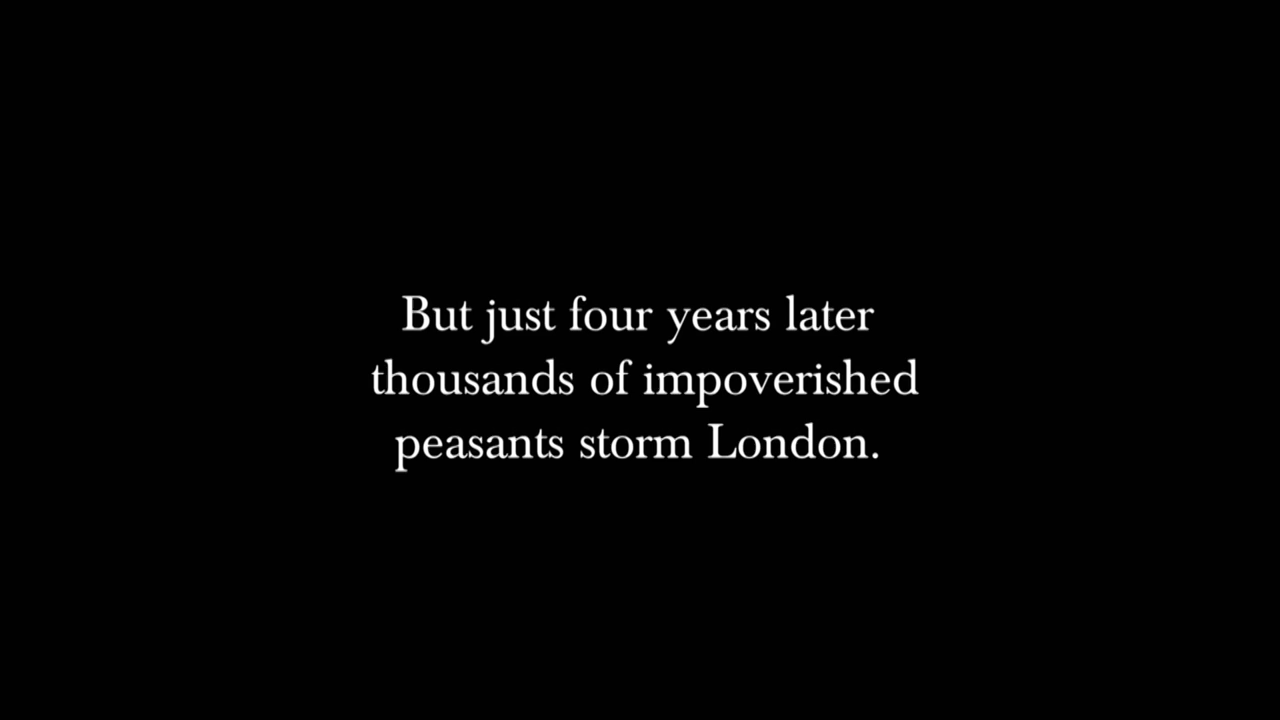 But just four years later
thousands of impoverished
peasants storm London.